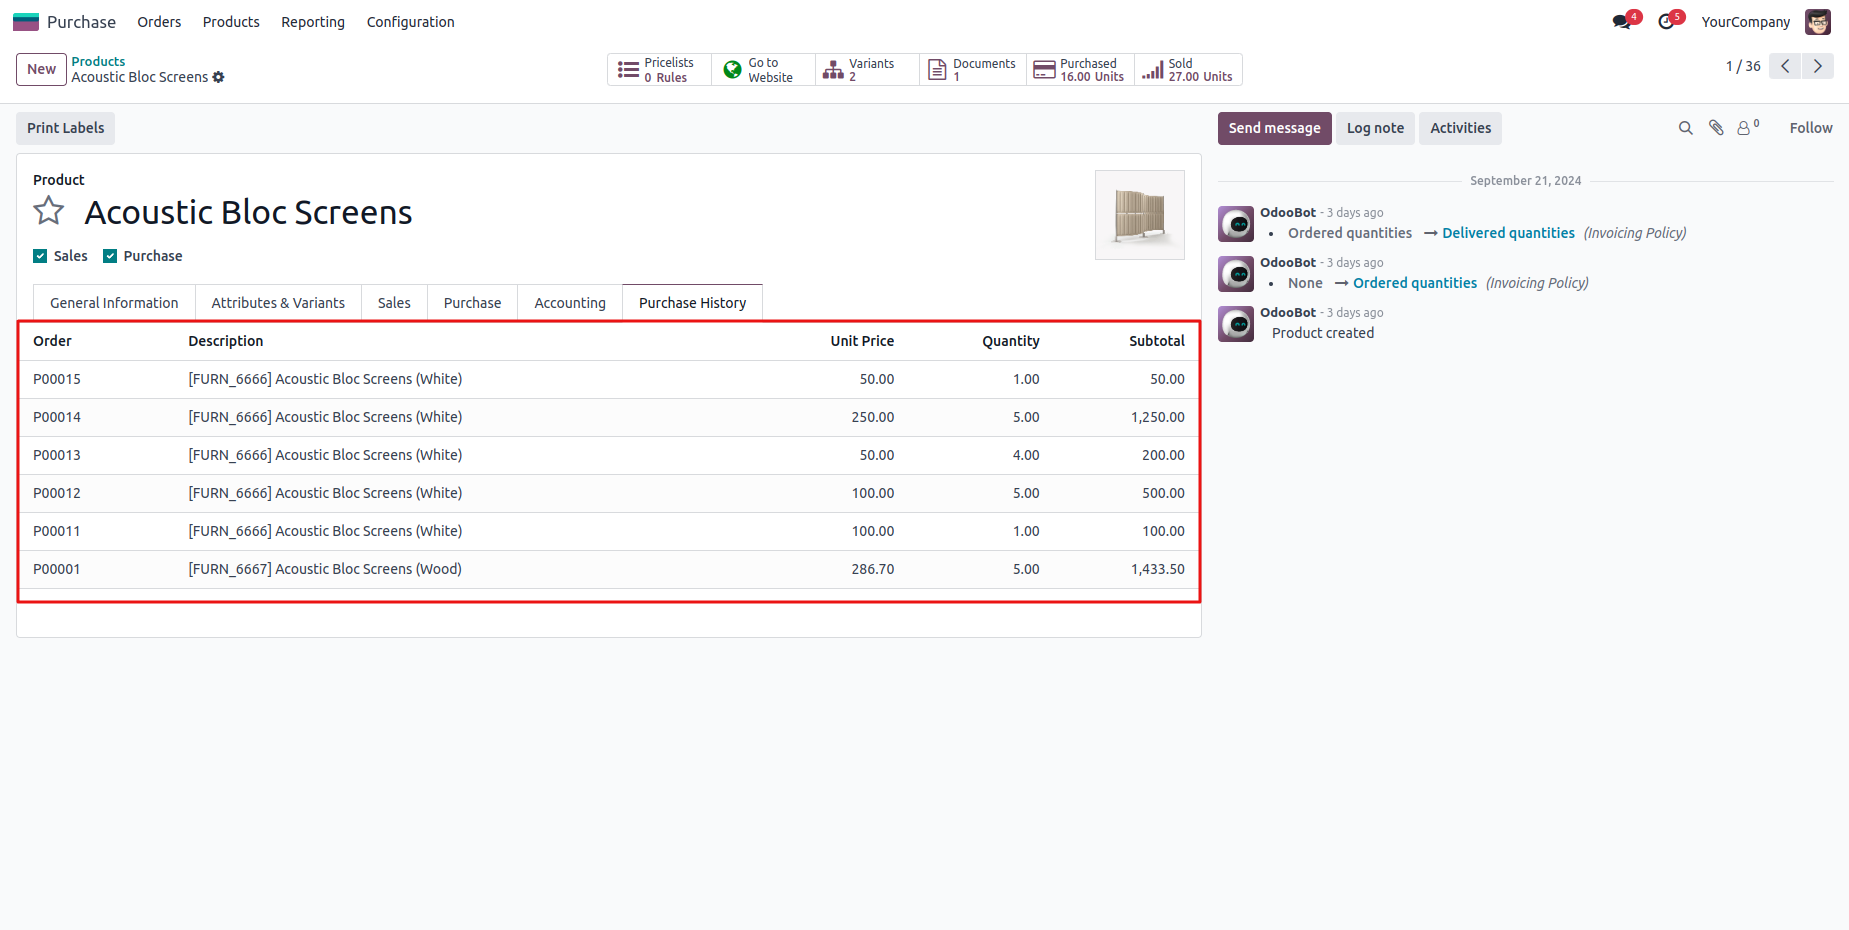 Purchase Orders Products Reporting Configuration 4 5 YourCompany
New Products
Acoustic Bloc Screens
Pricelists
0 Rules
Go to
Website
Variants
2
Documents
1
Purchased
16.00 Units
Sold
27.00 Units
1 / 36
Print Labels
Send message Log note Activities 0 Follow
Product
Acoustic Bloc Screens
Sales Purchase
General Information Attributes & Variants Sales Purchase Accounting Purchase History
Order Description Unit Price Quantity Subtotal
P00015 [FURN_6666] Acoustic Bloc Screens (White) 50.00 1.00 50.00
P00014 [FURN_6666] Acoustic Bloc Screens (White) 250.00 5.00 1,250.00
P00013 [FURN_6666] Acoustic Bloc Screens (White) 50.00 4.00 200.00
P00012 [FURN_6666] Acoustic Bloc Screens (White) 100.00 5.00 500.00
P00011 [FURN_6666] Acoustic Bloc Screens (White) 100.00 1.00 100.00
P00001 [FURN_6667] Acoustic Bloc Screens (Wood) 286.70 5.00 1,433.50
September 21, 2024
OdooBot - 3 days ago
• Ordered quantities → Delivered quantities (Invoicing Policy)
OdooBot - 3 days ago
• None → Ordered quantities (Invoicing Policy)
OdooBot - 3 days ago
Product created